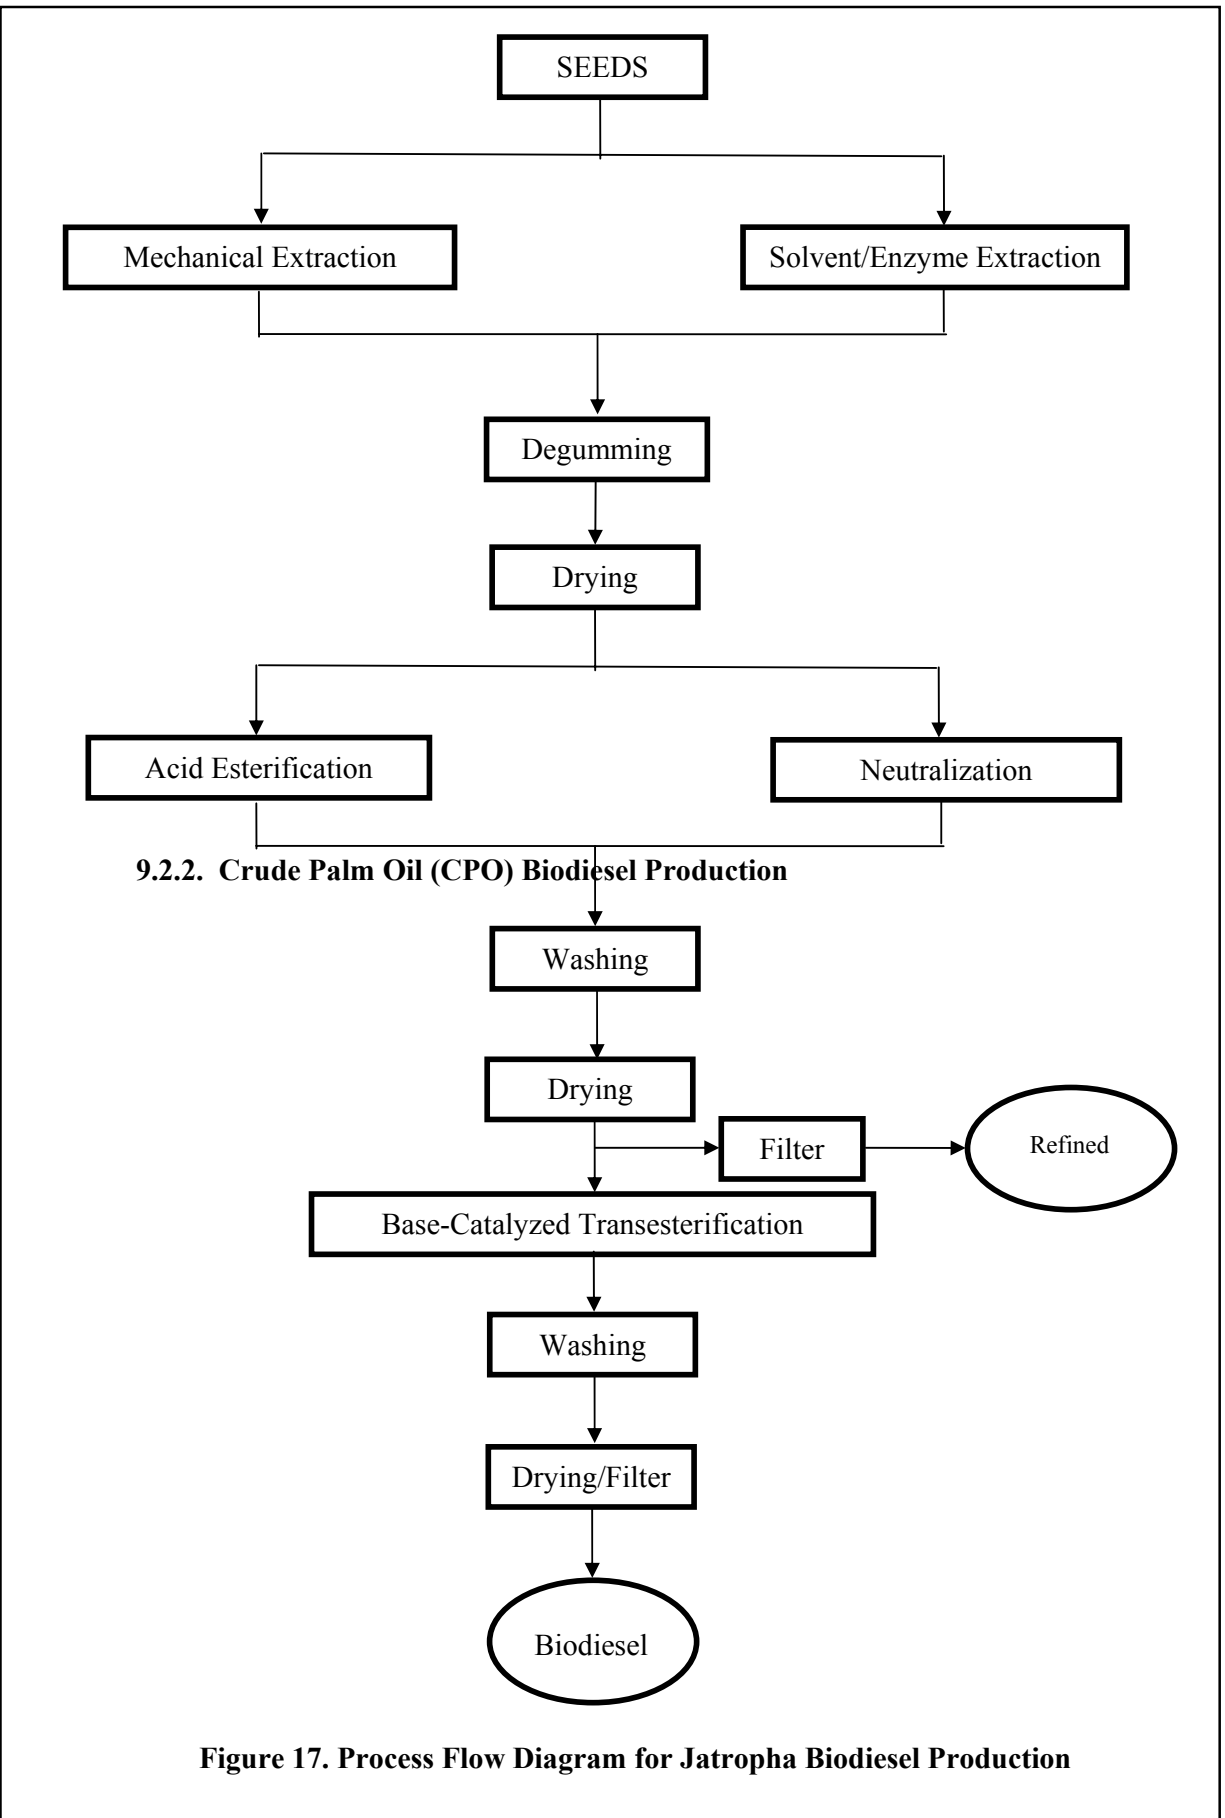 SEEDS
Mechanical Extraction
Solvent/Enzyme Extraction
Degumming
Drying
Acid Esterification
Neutralization
9.2.2. Crude Palm Oil (CPO) Biodiesel Production
Washing
Drying
Filter
Refined
Base-Catalyzed Transesterification
Washing
Drying/Filter
Biodiesel
Figure 17. Process Flow Diagram for Jatropha Biodiesel Production